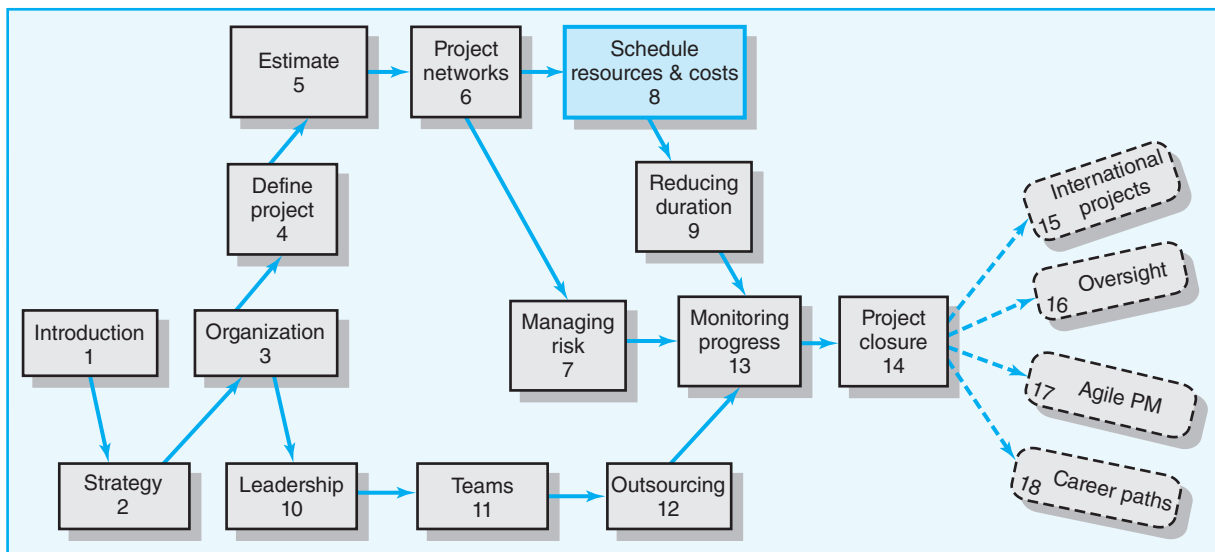 Estimate
5
Project
networks
6
Schedule
resources & costs
8
Define
project
4
Reducing
duration
9
International
projects
15
Oversight
16
Introduction
1
Organization
3
Managing
risk
7
Monitoring
progress
13
Project
closure
14
Agile PM
17
Strategy
2
Leadership
10
Teams
11
Outsourcing
12
Career paths
18